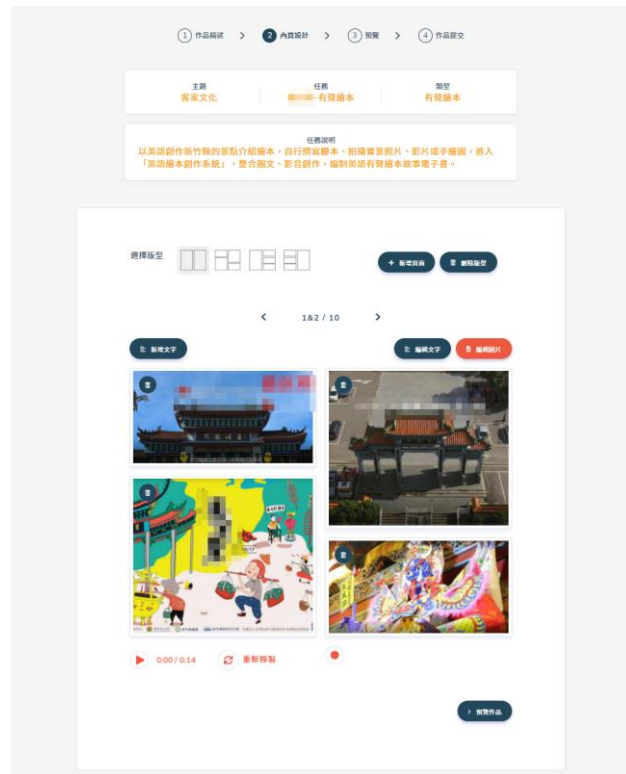 1 作品描述 > 2 內頁設計 > 3 預覽 > 4 作品提交
主題
客家文化
任務
-有聲繪本
類型
有聲繪本
任務說明
以英語創作新竹縣的景點介紹繪本，自行撰寫腳本、拍攝實景照片、影片或手繪圖，進入
「英語繪本創作系統」，整合圖文、影音創作，編制英語有聲繪本故事電子書。
選擇版型
+ 新增頁面
刪除版型
< 1&2 / 10 >
新增文字
編輯文字
編輯圖片
0:00 / 0:14
重新錄製
> 預覽作品